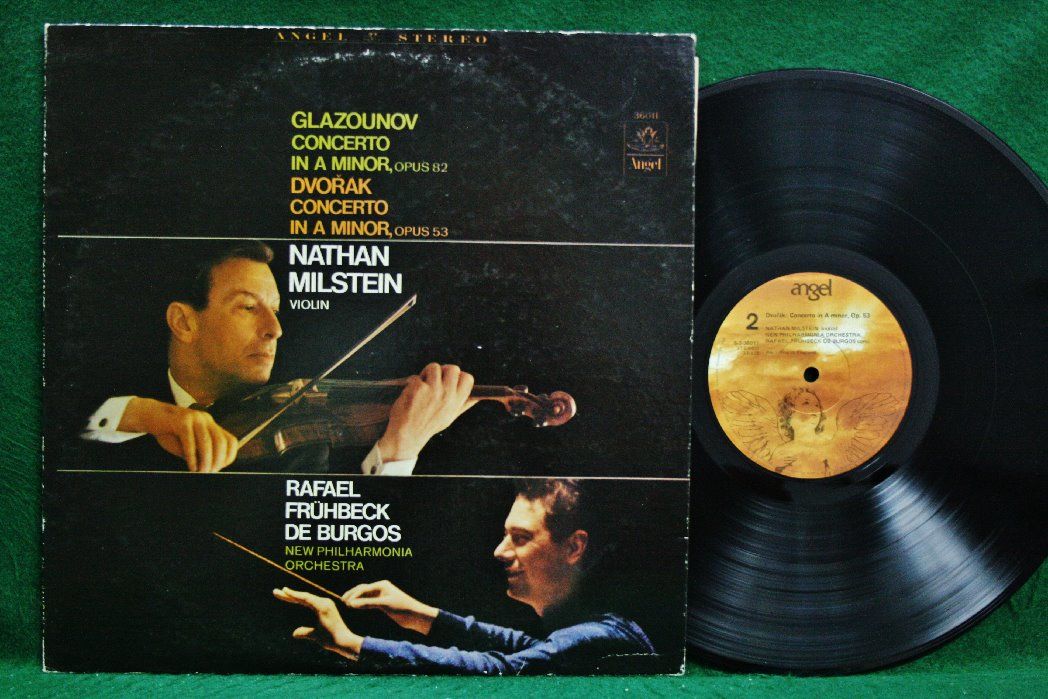 ANGEL STEREO
GLAZOUNOV
CONCERTO
IN A MINOR, OPUS 82
DVOŘAK
CONCERTO
IN A MINOR, OPUS 53
36011
Angel
NATHAN
MILSTEIN
VIOLIN
RAFAEL
FRÜHBECK
DE BURGOS
NEW PHILHARMONIA
ORCHESTRA
angel
2
Dvořák: Concerto in A minor, Op. 53
NATHAN MILSTEIN
NEW PHILHARMONIA ORCHESTRA
RAFAEL FRÜHBECK DE BURGOS cond.